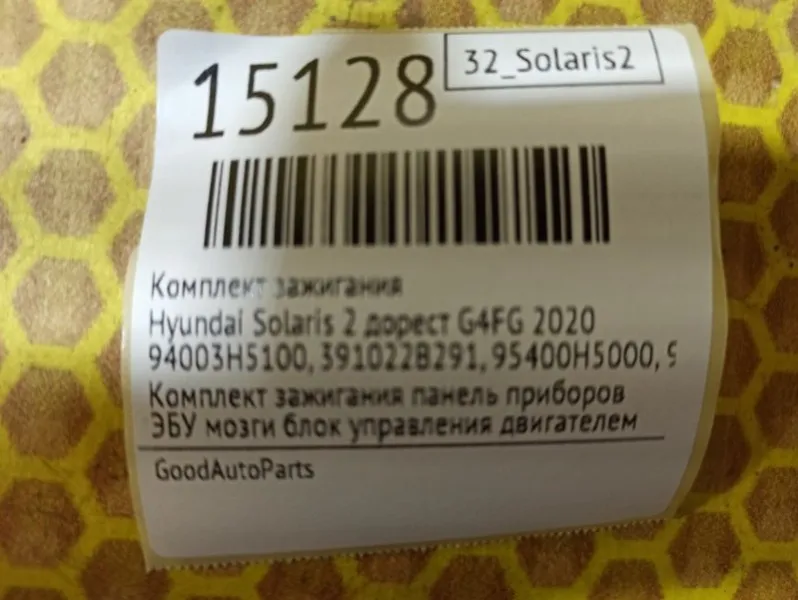 15128
32_Solaris2
Комплект зажигания
Hyundai Solaris 2 дорест G4FG 2020
94003H5100, 391022B291, 95400H5000, 9
Комплект зажигания панель приборов
ЭБУ мозги блок управления двигателем
GoodAutoParts